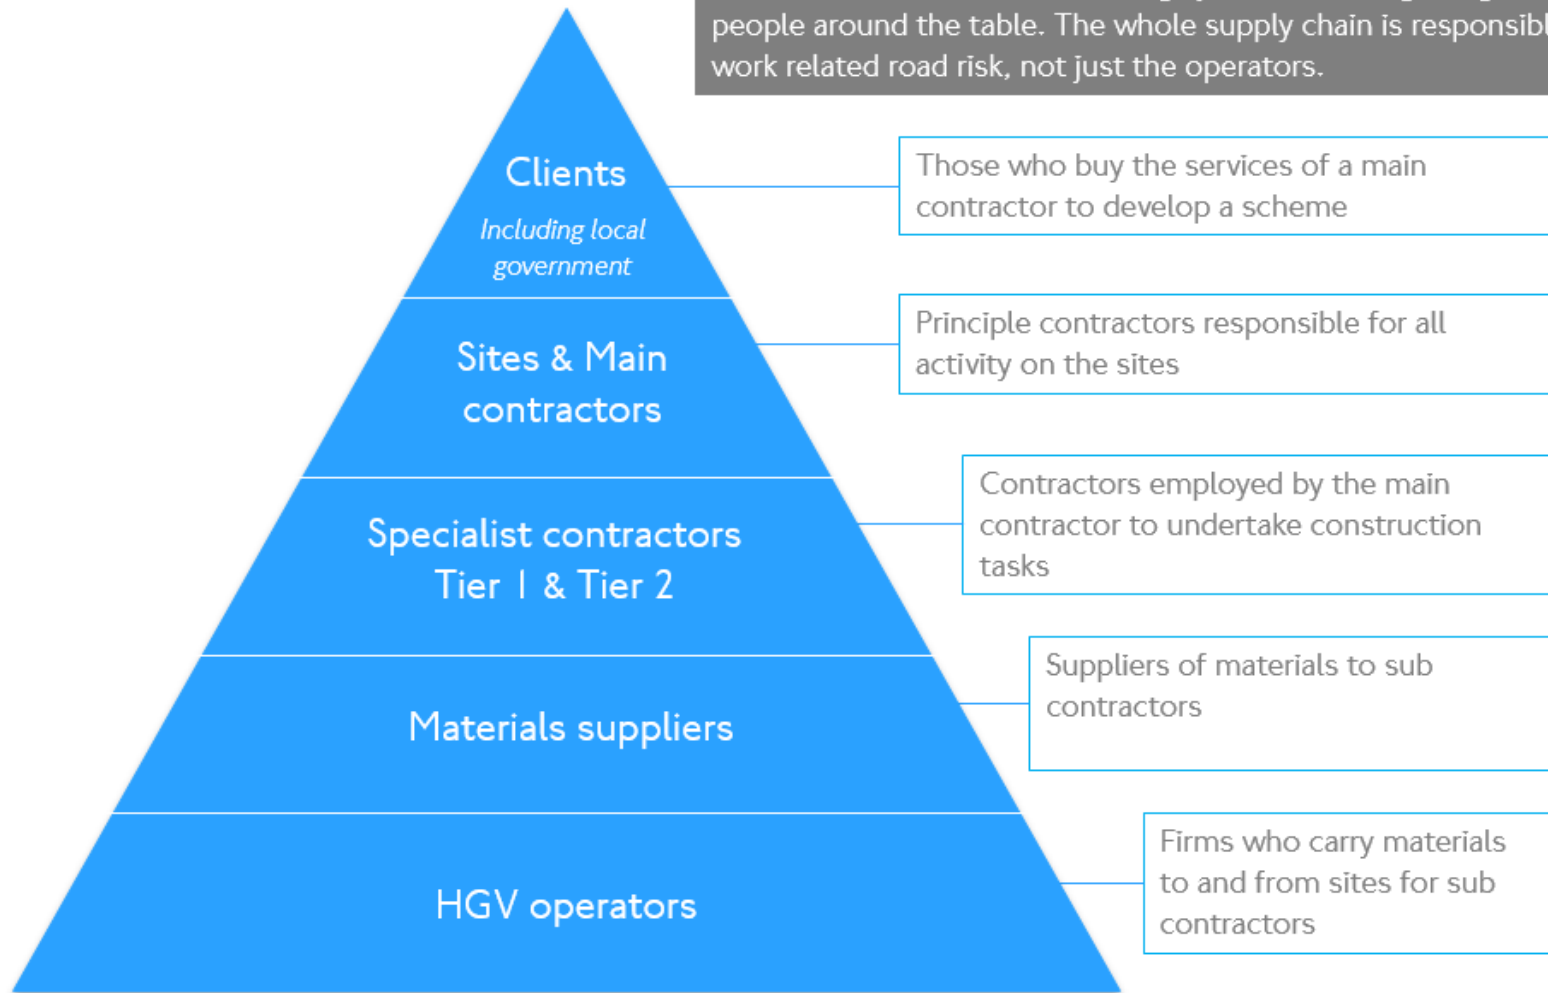 people around the table. The whole supply chain is responsibl
work related road risk, not just the operators.
Clients
Including local
government
Those who buy the services of a main
contractor to develop a scheme
Sites & Main
contractors
Principle contractors responsible for all
activity on the sites
Specialist contractors
Tier 1 & Tier 2
Contractors employed by the main
contractor to undertake construction
tasks
Materials suppliers
Suppliers of materials to sub
contractors
HGV operators
Firms who carry materials
to and from sites for sub
contractors